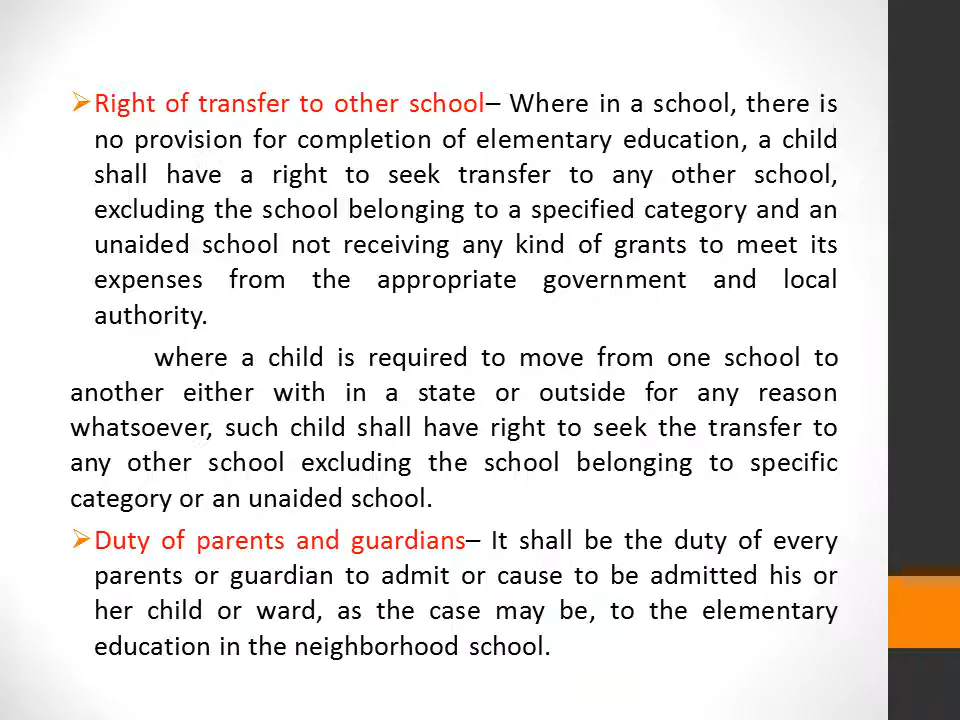 ➢Right of transfer to other school– Where in a school, there is
no provision for completion of elementary education, a child
shall have a right to seek transfer to any other school,
excluding the school belonging to a specified category and an
unaided school not receiving any kind of grants to meet its
expenses from the appropriate government and local
authority.
where a child is required to move from one school to
another either with in a state or outside for any reason
whatsoever, such child shall have right to seek the transfer to
any other school excluding the school belonging to specific
category or an unaided school.
➢Duty of parents and guardians– It shall be the duty of every
parents or guardian to admit or cause to be admitted his or
her child or ward, as the case may be, to the elementary
education in the neighborhood school.